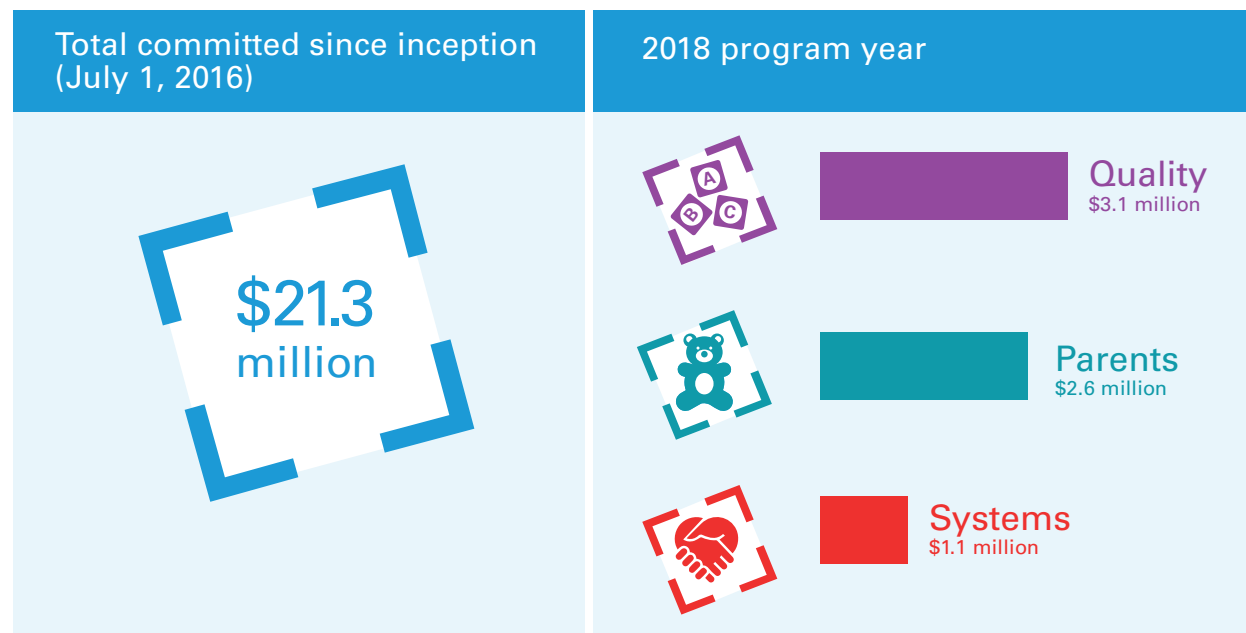 Total committed since inception
(July 1, 2016)
$21.3
million
2018 program year
A
B
C
Quality
$3.1 million
Parents
$2.6 million
Systems
$1.1 million